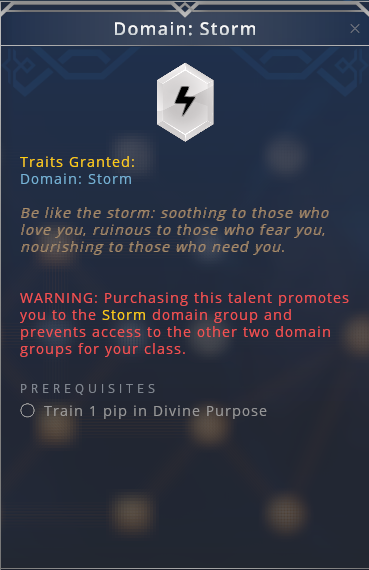 Domain: Storm
Traits Granted:
Domain: Storm
Be like the storm: soothing to those who
love you, ruinous to those who fear you,
nourishing to those who need you.
WARNING: Purchasing this talent promotes
you to the Storm domain group and
prevents access to the other two domain
groups for your class.
PREREQUISITES
Train 1 pip in Divine Purpose